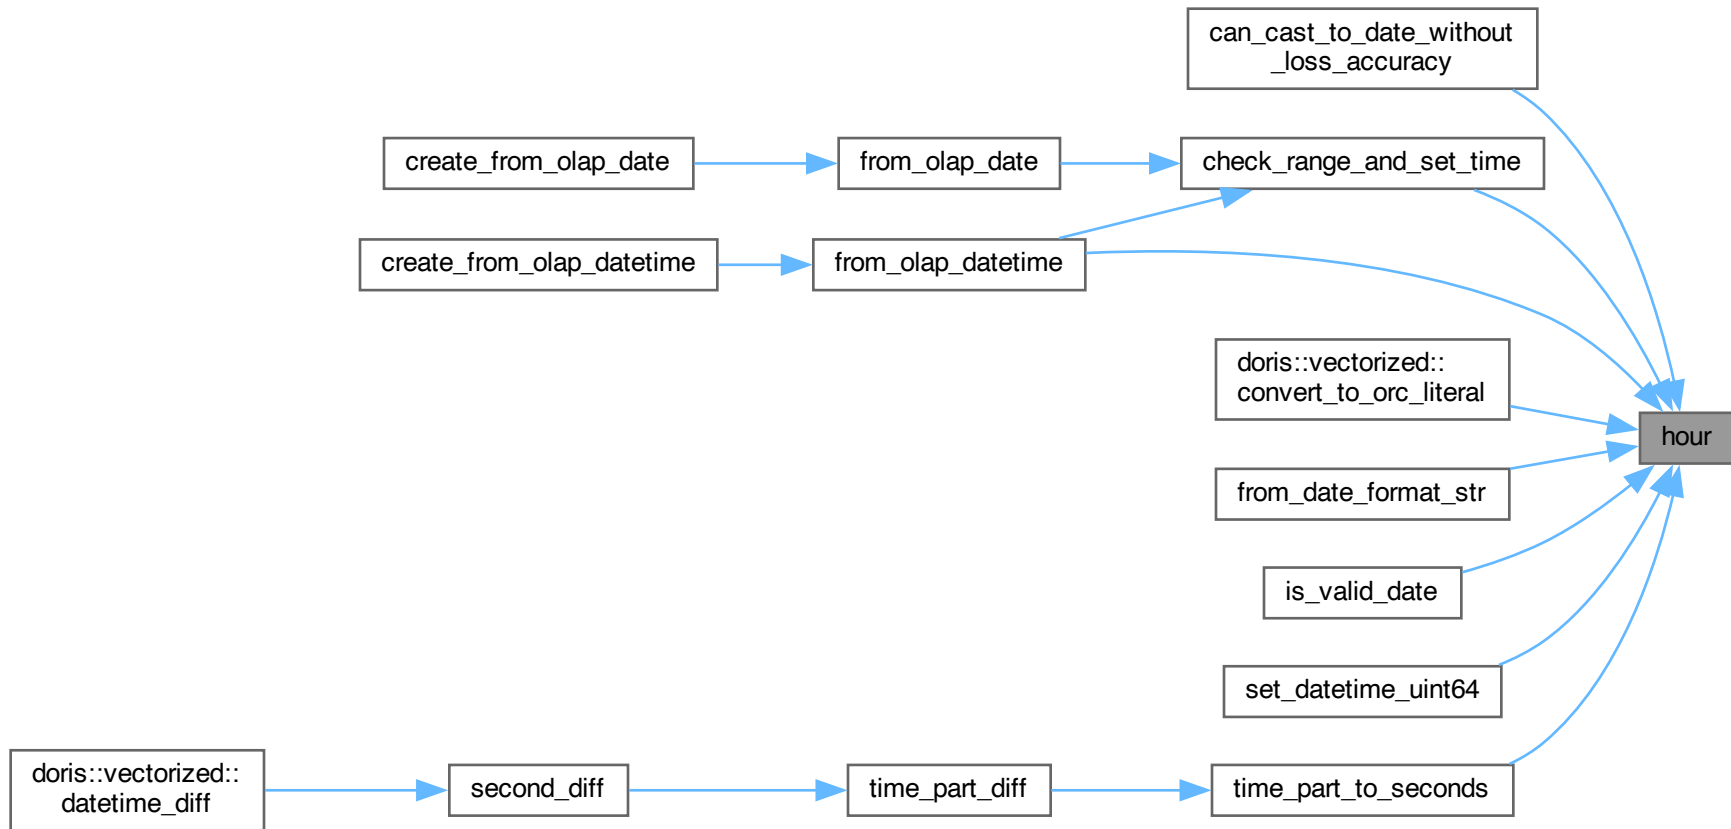 can_cast_to_date_without
_loss_accuracy
create_from_olap_date
from_olap_date
check_range_and_set_time
create_from_olap_datetime
from_olap_datetime
doris::vectorized::
convert_to_orc_literal
hour
from_date_format_str
is_valid_date
set_datetime_uint64
doris::vectorized::
datetime_diff
second_diff
time_part_diff
time_part_to_seconds